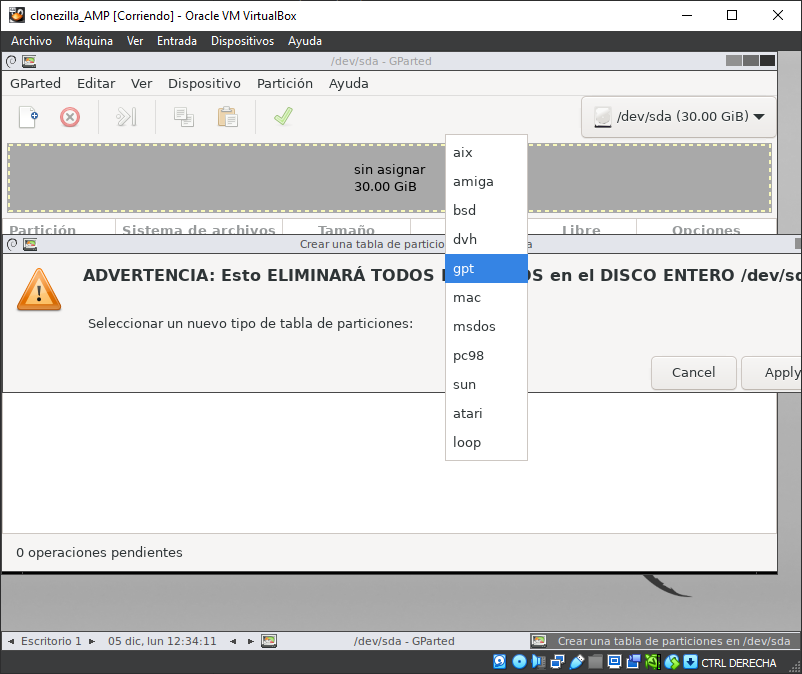 clonezilla_AMP [Corriendo] - Oracle VM VirtualBox
Archivo Máquina Ver Entrada Dispositivos Ayuda
/dev/sda - GParted
GParted Editar Ver Dispositivo Partición Ayuda
/dev/sda (30.00 GiB)
sin asignar
30.00 GiB
Partición Sistema de archivos Tamaño Libre Opciones
Crear una tabla de particio a
ADVERTENCIA: Esto ELIMINARÁ TODOS S en el DISCO ENTERO /dev/sd
Seleccionar un nuevo tipo de tabla de particiones:
aix
amiga
bsd
dvh
gpt
mac
msdos
pc98
sun
atari
loop
Cancel Apply
0 operaciones pendientes
Escritorio 1 05 dic, lun 12:34:11 /dev/sda - GParted Crear una tabla de particiones en /dev/sda
CTRL DERECHA